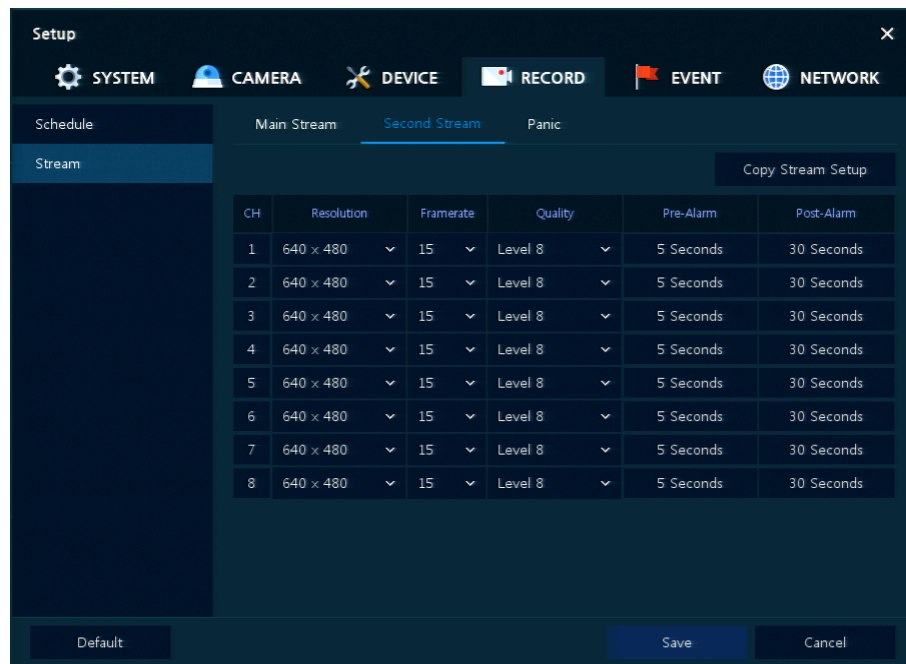 Setup
SYSTEM CAMERA DEVICE RECORD EVENT NETWORK
Schedule
Stream
Main Stream Second Stream Panic
Copy Stream Setup
CH Resolution Framerate Quality Pre-Alarm Post-Alarm
1 640 x 480 15 Level 8 5 Seconds 30 Seconds
2 640 x 480 15 Level 8 5 Seconds 30 Seconds
3 640 x 480 15 Level 8 5 Seconds 30 Seconds
4 640 x 480 15 Level 8 5 Seconds 30 Seconds
5 640 x 480 15 Level 8 5 Seconds 30 Seconds
6 640 x 480 15 Level 8 5 Seconds 30 Seconds
7 640 x 480 15 Level 8 5 Seconds 30 Seconds
8 640 x 480 15 Level 8 5 Seconds 30 Seconds
Default Save Cancel